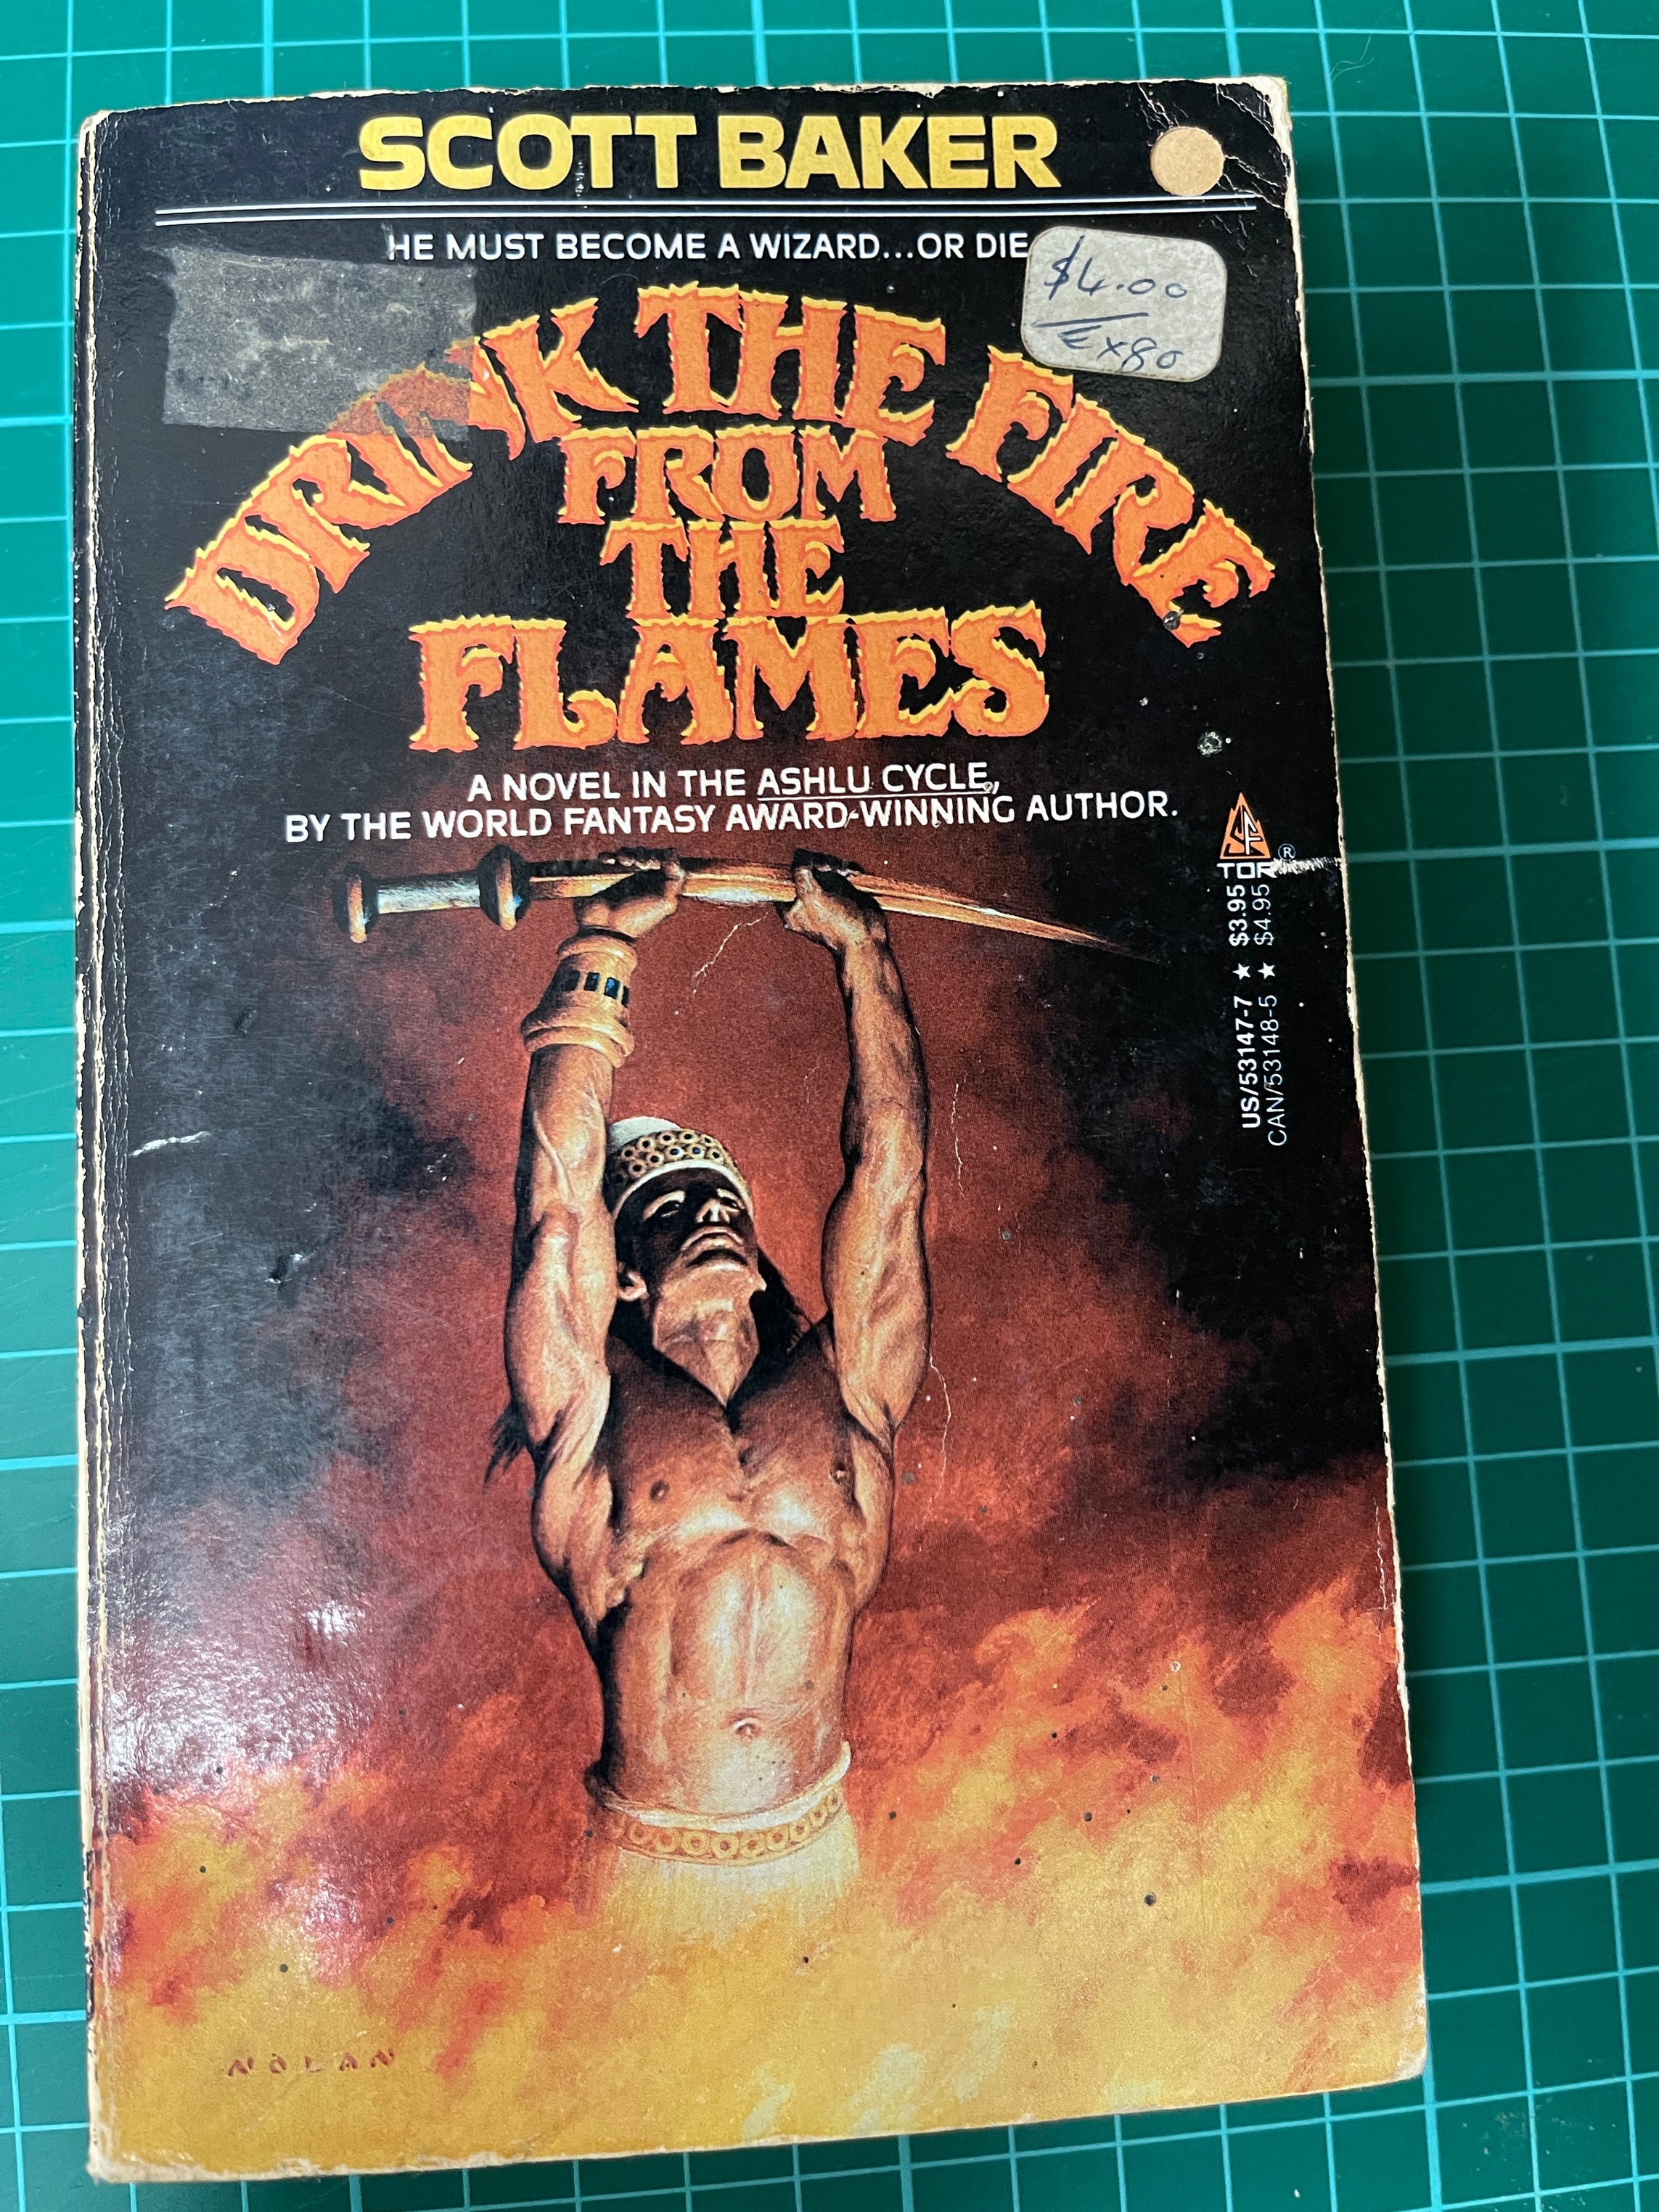 SCOTT BAKER
HE MUST BECOME A WIZARD...OR DIE
$4.00
Ex80
DRINK THE FIRE
FROM
THE
FLAMES
A NOVEL IN THE ASHLU CYCLE,
BY THE WORLD FANTASY AWARD-WINNING AUTHOR.
SF
TOR®
US/53147-7 ★ $3.95
CAN/53148-5 ★ $4.95
NOLAN